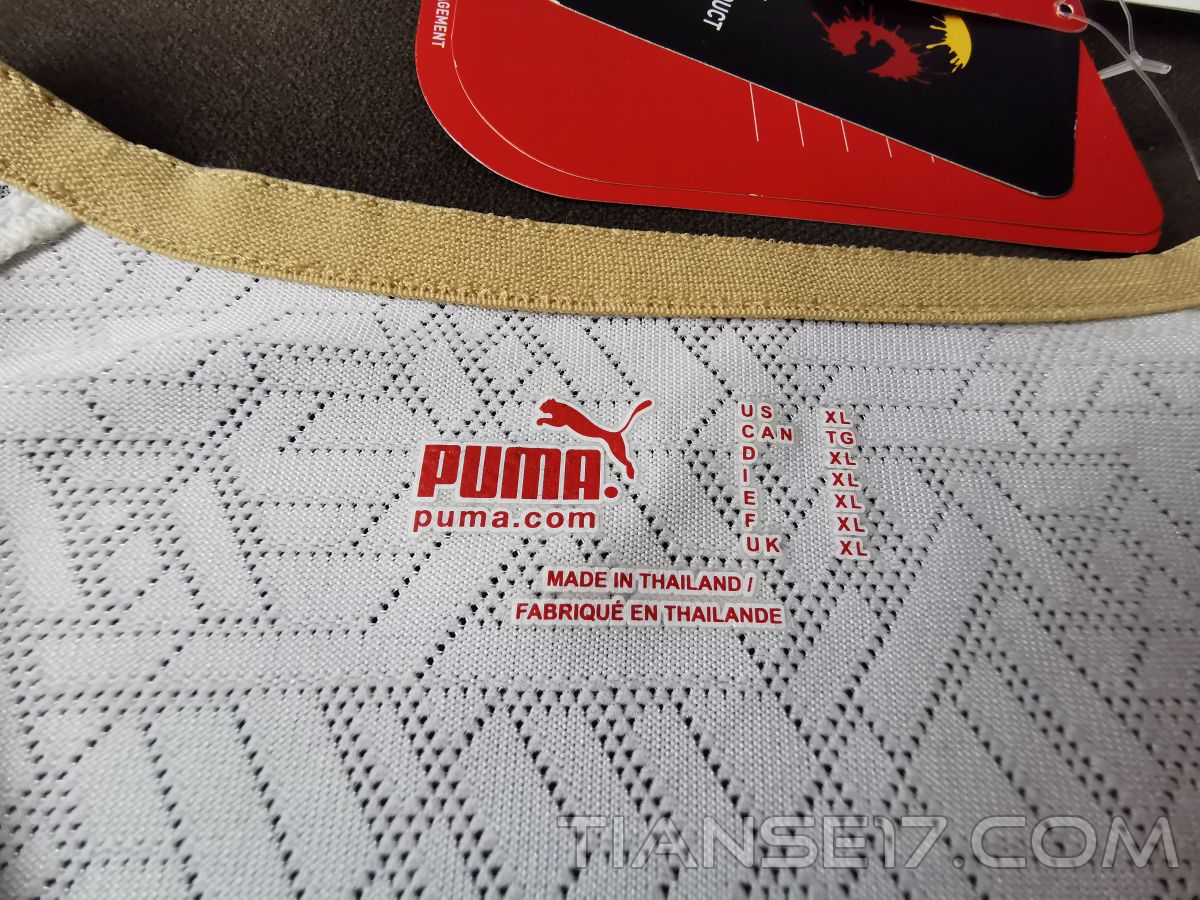 UCT
GEMENT
PUMA.
puma.com
US XL
CAN TG
D XL
I XL
E XL
F XL
UK XL
MADE IN THAILAND /
FABRIQUÉ EN THAILANDE
TIANSE17.COM